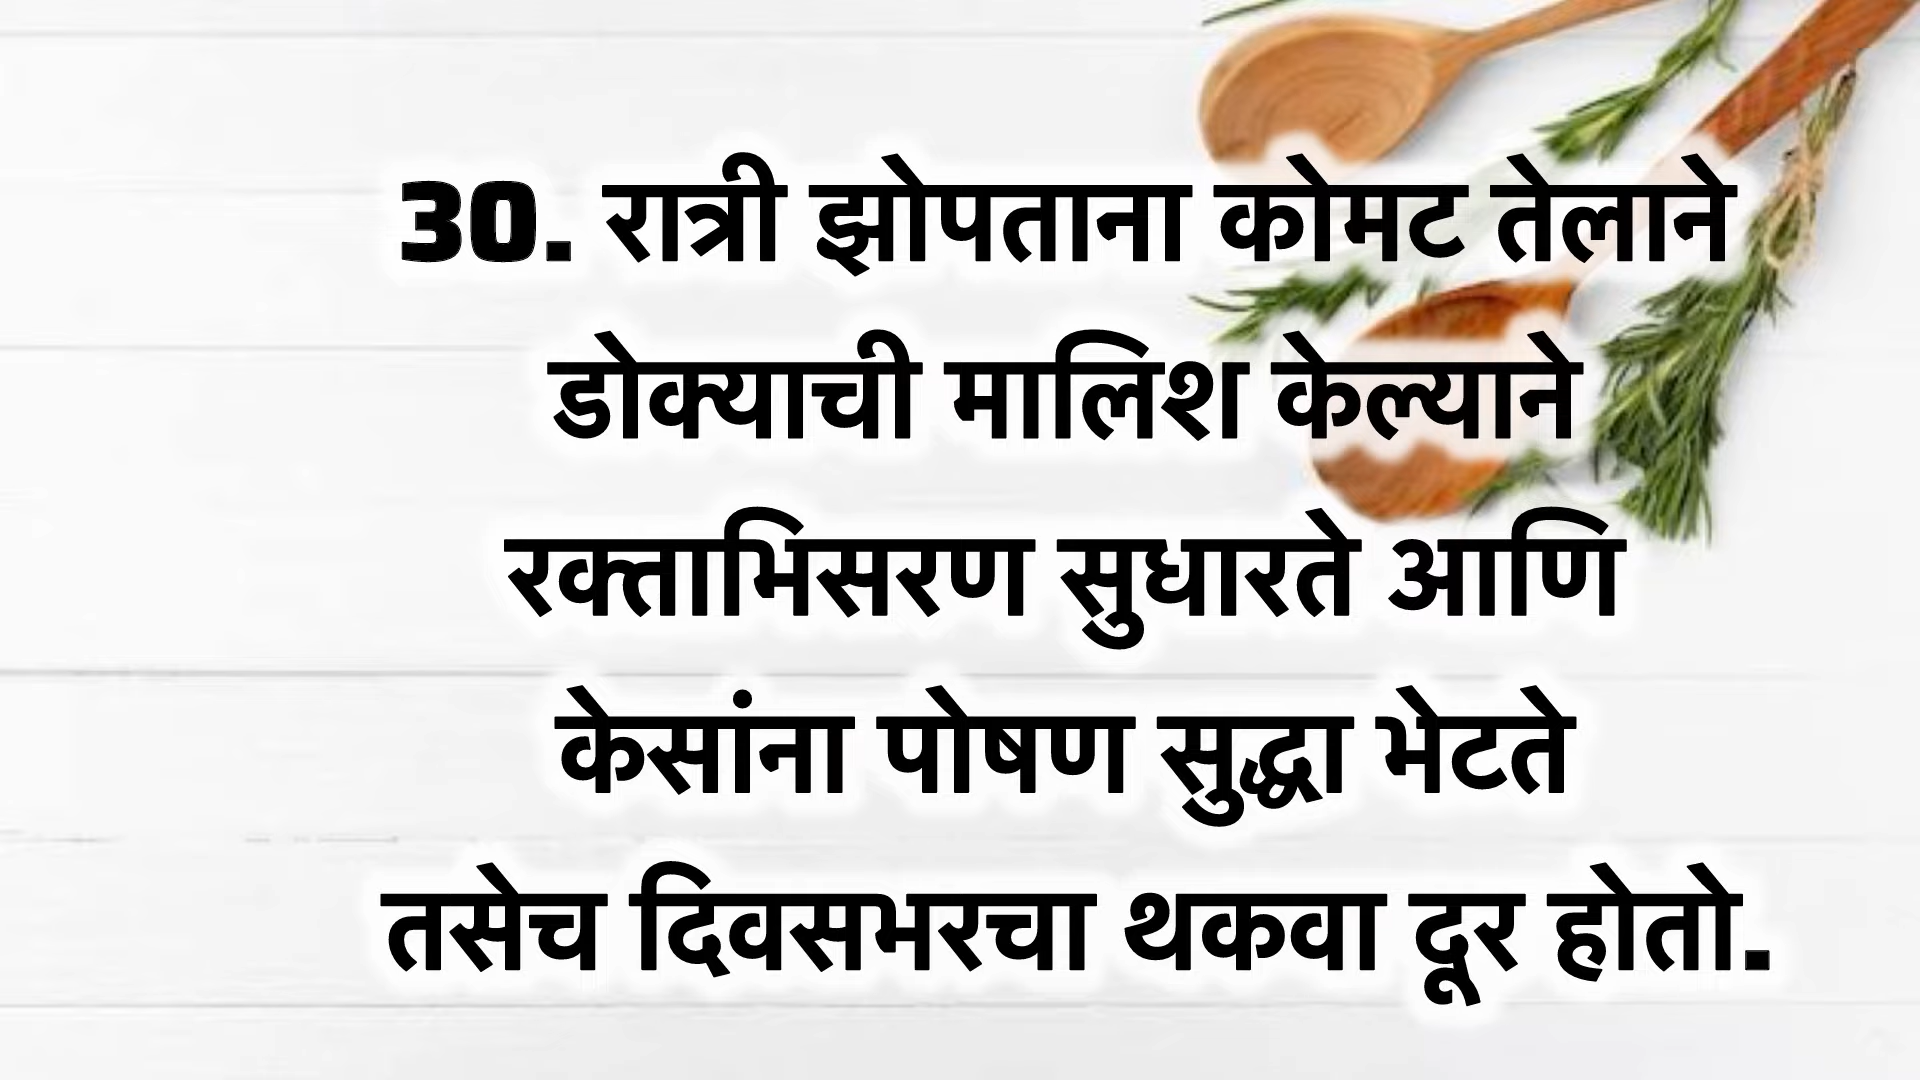 30. रात्री झोपताना कोमट तेलाने
डोक्याची मालिश केल्याने
रक्ताभिसरण सुधारते आणि
केसांना पोषण सुद्धा भेटते
तसेच दिवसभरचा थकवा दूर होतो.